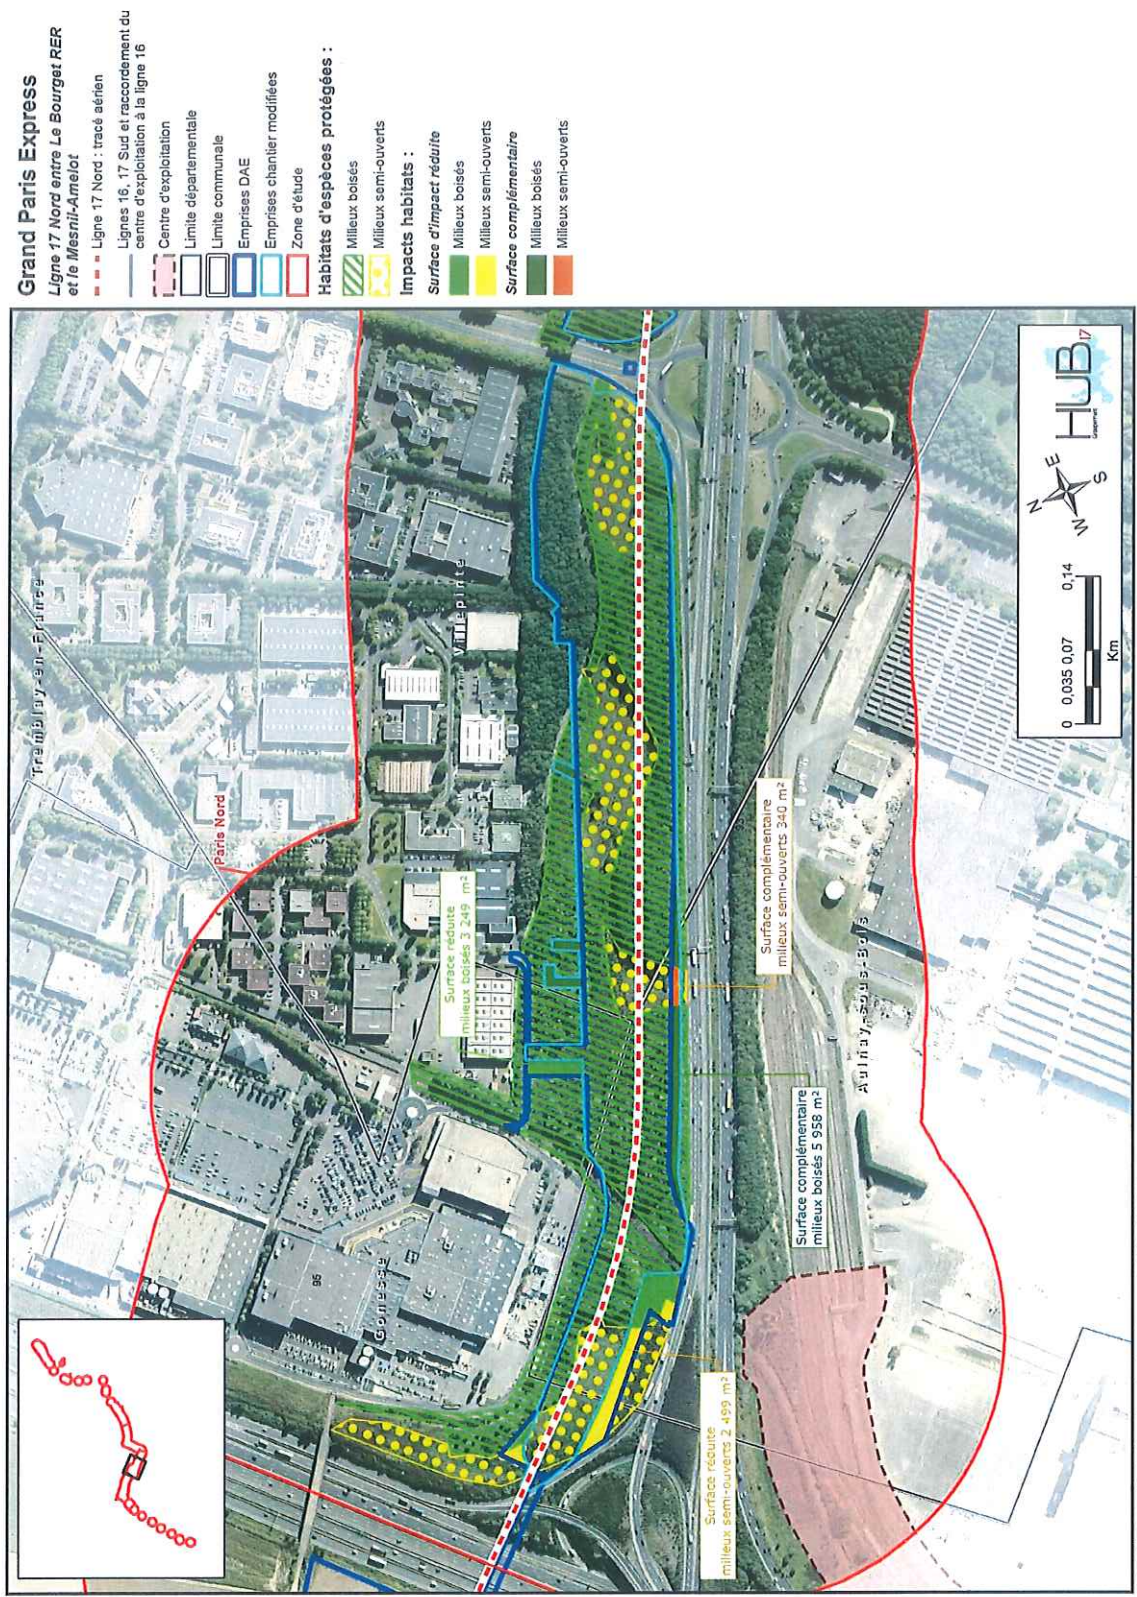 Grand Paris Express
Ligne 17 Nord entre Le Bourget RER
et le Mesnil-Amelot
Ligne 17 Nord : tracé aérien
Lignes 16, 17 Sud et raccordement du
centre d'exploitation à la ligne 16
Centre d'exploitation
Limite départementale
Limite communale
Emprises DAE
Emprises chantier modifiées
Zone d'étude
Habitats d'espèces protégées :
Milieux boisés
Milieux semi-ouverts
Impacts habitats :
Surface d'impact réduite
Milieux boisés
Milieux semi-ouverts
Surface complémentaire
Milieux boisés
Milieux semi-ouverts
Tremblay-en-France
Paris Nord
Villepinte
Surface réduite
milieux boisés 3 249 m²
Gonesse
95
Surface complémentaire
milieux semi-ouverts 340 m²
Surface complémentaire
milieux boisés 5 958 m²
Surface réduite
milieux semi-ouverts 2 499 m²
Aulnay-sous-Bois
N
E
S
W
0 0,035 0,07 0,14
Km
Groupement
HUB 17